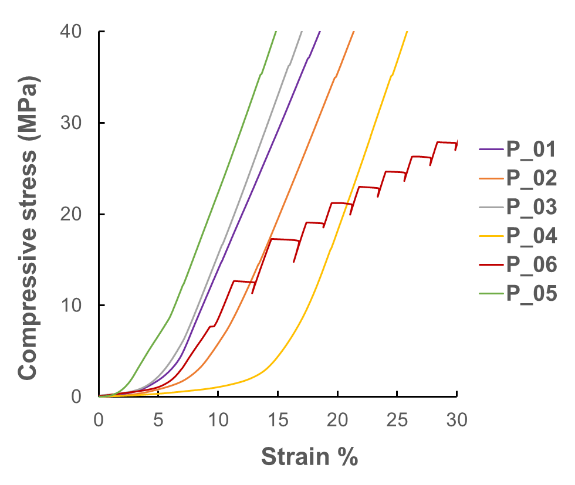 Compressive stress (MPa)
40
30
20
10
0
0 5 10 15 20 25 30
Strain %
P_01
P_02
P_03
P_04
P_06
P_05